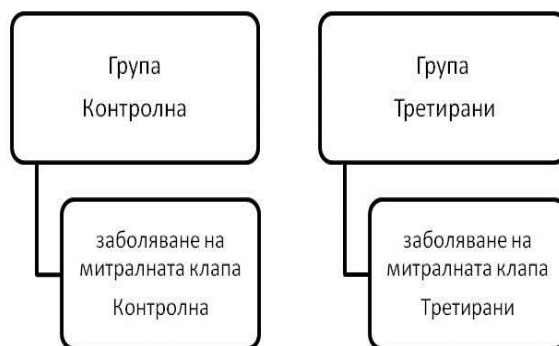 Група
Контролна
Група
Третирани
заболяване на
митралната клапа
Контролна
заболяване на
митралната клапа
Третирани